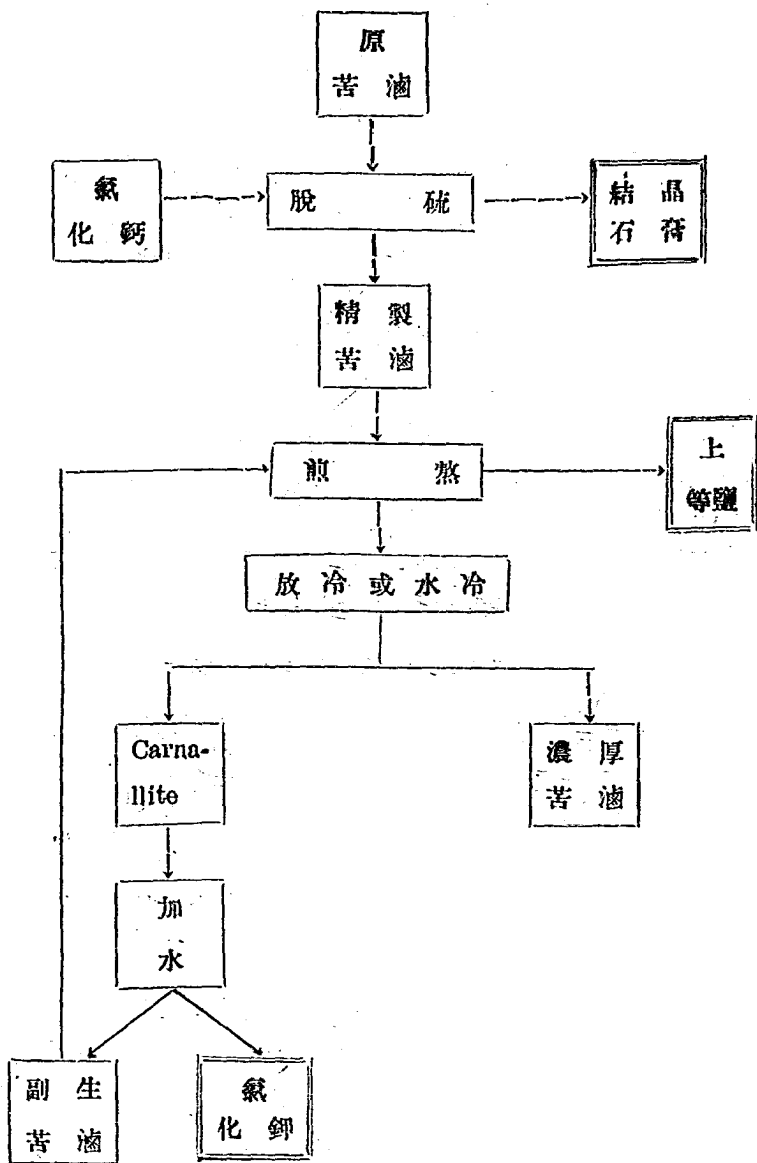 原
苦滷
氯
化鈣
脫硫
結晶
石膏
精製
苦滷
煎熬
上
等鹽
放冷或水冷
Carna-
llite
濃厚
苦滷
加
水
副生
苦滷
氯
化鉀